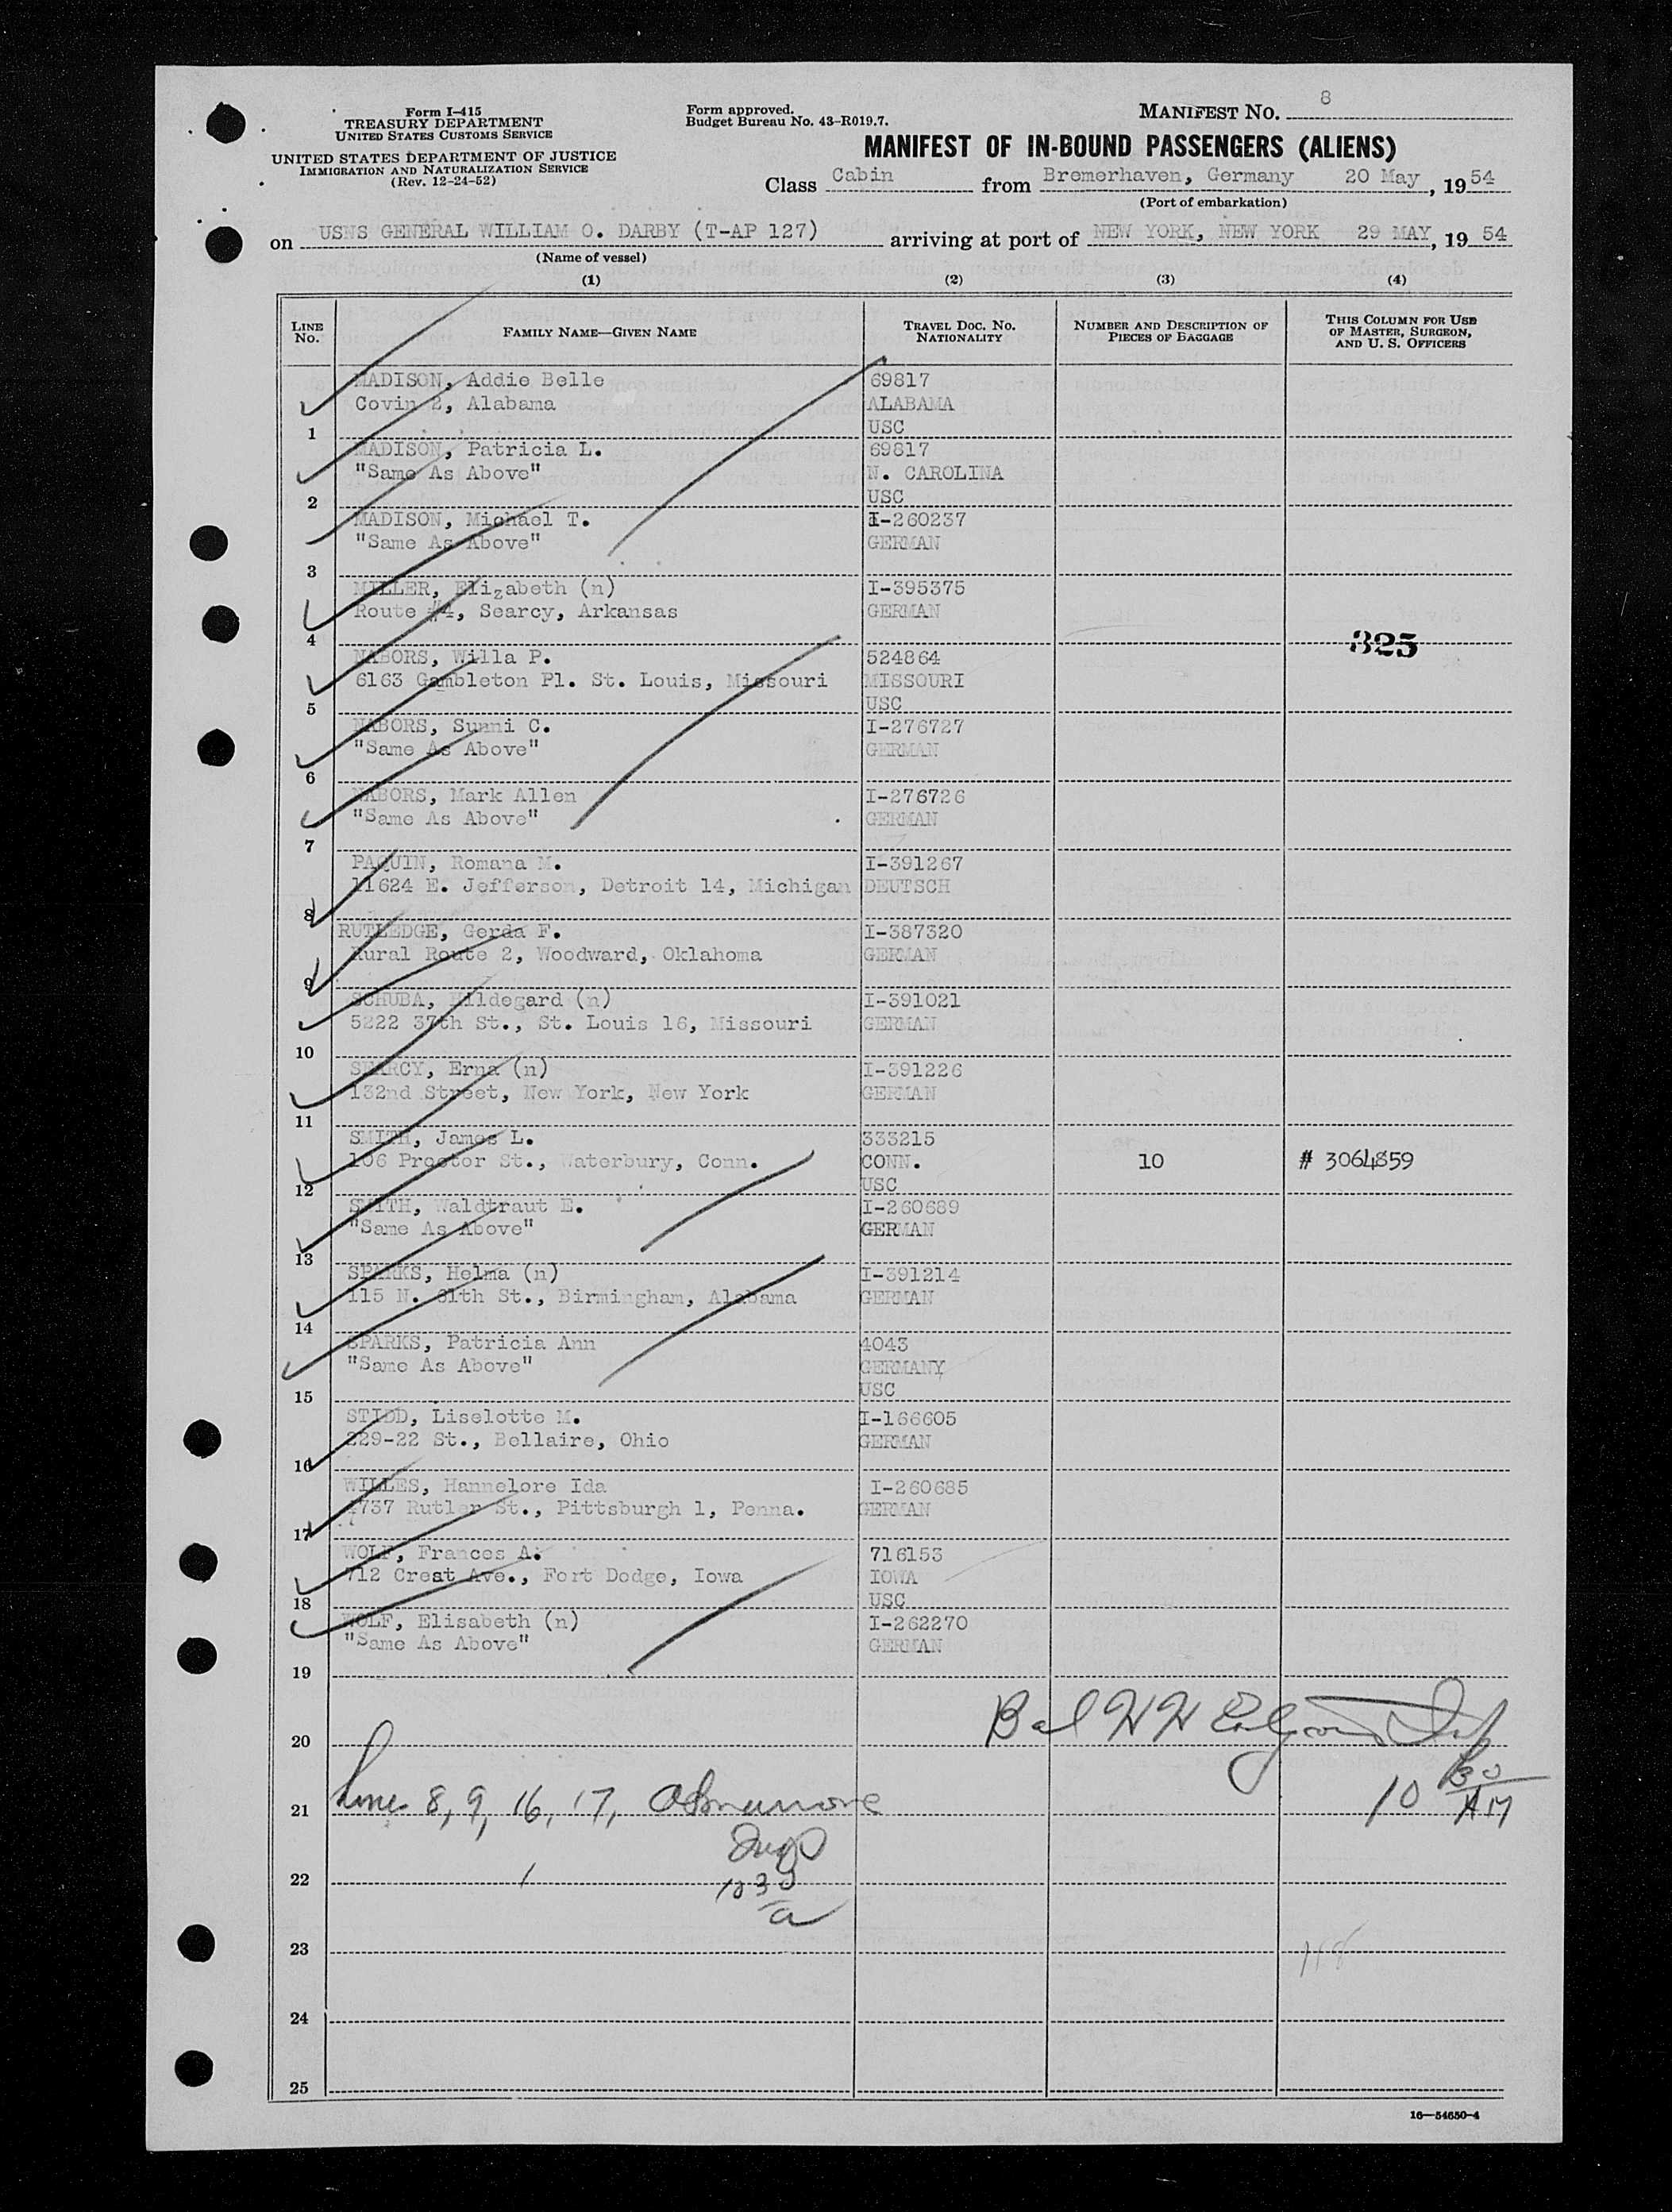 Form I-415
TREASURY DEPARTMENT
UNITED STATES CUSTOMS SERVICE
UNITED STATES DEPARTMENT OF JUSTICE
IMMIGRATION AND NATURALIZATION SERVICE
(Rev. 12-24-52)
Form approved.
Budget Bureau No. 43-R019.7.
MANIFEST NO. 8
MANIFEST OF IN-BOUND PASSENGERS (ALIENS)
Class Cabin from Bremerhaven, Germany 20 May, 1954
(Port of embarkation)
on USNS GENERAL WILLIAM O. DARBY (T-AP 127) arriving at port of NEW YORK, NEW YORK 29 MAY, 1954
(Name of vessel)
(1) (2) (3) (4)
LINE No. FAMILY NAME—GIVEN NAME TRAVEL DOC. NO. NATIONALITY NUMBER AND DESCRIPTION OF PIECES OF BAGGAGE THIS COLUMN FOR USE OF MASTER, SURGEON, AND U. S. OFFICERS
MADISON, Addie Belle 69817
Covin 2, Alabama ALABAMA
1 USC
MADISON, Patricia L. 69817
"Same As Above" N. CAROLINA
2 USC
MADISON, Michael T. I-260237
"Same As Above" GERMAN
3
MILLER, Elizabeth (n) I-395375
Route #4, Searcy, Arkansas GERMAN
4 325
NABORS, Willa P. 524864
6163 Gambleton Pl. St. Louis, Missouri MISSOURI
5 USC
NABORS, Sunni C. I-276727
"Same As Above" GERMAN
6
NABORS, Mark Allen I-276726
"Same As Above" GERMAN
7
PAQUIN, Romana M. I-391267
11624 E. Jefferson, Detroit 14, Michigan DEUTSCH
8
RUTLEDGE, Gerda F. I-387320
Rural Route 2, Woodward, Oklahoma GERMAN
9
SCHUBA, Hildegard (n) I-391021
5222 37th St., St. Louis 16, Missouri GERMAN
10
SEARCY, Erna (n) I-391226
132nd Street, New York, New York GERMAN
11
SMITH, James L. 333215
106 Proctor St., Waterbury, Conn. CONN. 10 # 3064859
12 USC
SMITH, Waldtraut E. I-260689
"Same As Above" GERMAN
13
SPARKS, Helma (n) I-391214
115 N. 81th St., Birmingham, Alabama GERMAN
14
SPARKS, Patricia Ann 4043
"Same As Above" GERMANY
15 USC
STIDD, Liselotte M. I-166605
229-22 St., Bellaire, Ohio GERMAN
16
WILLES, Hannelore Ida I-260685
1737 Rutler St., Pittsburgh 1, Penna. GERMAN
17
WOLF, Frances A. 716153
712 Crest Ave., Fort Dodge, Iowa IOWA
18 USC
WOLF, Elisabeth (n) I-262270
"Same As Above" GERMAN
19
20 Bal
10 30 AM
21 Lines 8, 9, 16, 17,
22 10 30
a
23
24
25
16—54650-4